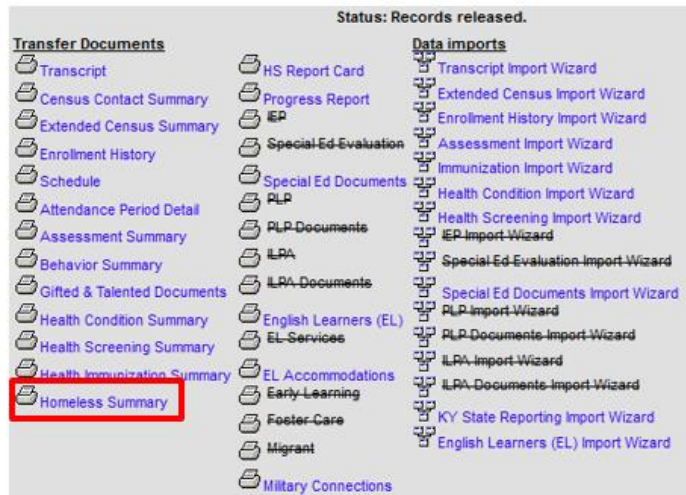 Status: Records released.
Transfer Documents
Transcript
Census Contact Summary
Extended Census Summary
Enrollment History
Schedule
Attendance Period Detail
Assessment Summary
Behavior Summary
Gifted & Talented Documents
Health Condition Summary
Health Screening Summary
Health Immunization Summary
Homeless Summary
HS Report Card
Progress Report
IEP
Special Ed Evaluation
Special Ed Documents
PLP
PLP Documents
ILPA
ILPA Documents
English Learners (EL)
EL Services
EL Accommodations
Early Learning
Foster Care
Migrant
Military Connections
Data imports
Transcript Import Wizard
Extended Census Import Wizard
Enrollment History Import Wizard
Assessment Import Wizard
Immunization Import Wizard
Health Condition Import Wizard
Health Screening Import Wizard
IEP Import Wizard
Special Ed Evaluation Import Wizard
Special Ed Documents Import Wizard
PLP Import Wizard
PLP Documents Import Wizard
ILPA Import Wizard
ILPA Documents Import Wizard
KY State Reporting Import Wizard
English Learners (EL) Import Wizard